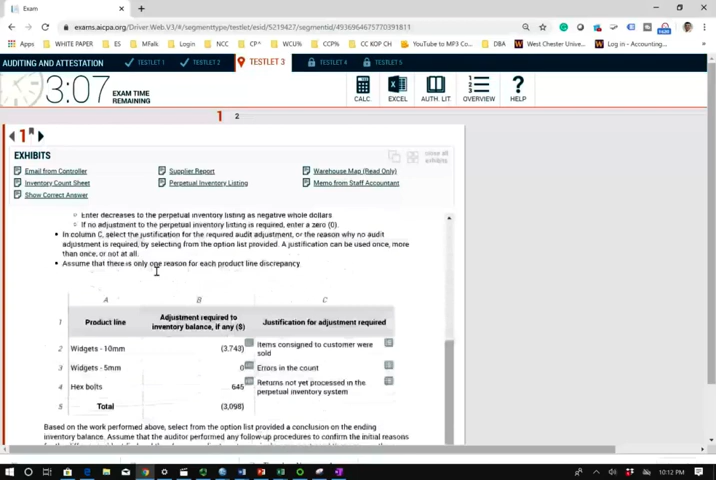 Exam
exams.aicpa.org/Driver.Web.V3/#/segmenttype/testlet/esid/5219427/segmentid/4936964675770391811
Apps WHITE PAPER ES MFalk Login NCC CP^ WCU% CCP% CC KOP CH YouTube to MP3 Co... DBA West Chester Unive... Log in - Accounting...
AUDITING AND ATTESTATION TESTLET 1 TESTLET 2 TESTLET 3 TESTLET 4 TESTLET 5
3:07 EXAM TIME REMAINING
CALC. EXCEL AUTH. LIT OVERVIEW HELP
1 2
1
EXHIBITS
close all exhibits
Email from Controller Supplier Report Warehouse Map (Read Only)
Inventory Count Sheet Perpetual Inventory Listing Memo from Staff Accountant
Show Correct Answer
Enter decreases to the perpetual inventory listing as negative whole dollars
If no adjustment to the perpetual inventory listing is required, enter a zero (0).
In column C, select the justification for the required audit adjustment, or the reason why no audit
adjustment is required, by selecting from the option list provided. A justification can be used once, more
than once, or not at all.
Assume that there is only one reason for each product line discrepancy
A B C
1 Product line Adjustment required to inventory balance, if any ($) Justification for adjustment required
2 Widgets - 10mm (3.743) Items consigned to customer were sold
3 Widgets - 5mm 0 Errors in the count
4 Hex bolts 645 Returns not yet processed in the perpetual inventory system
5 Total (3,098)
Based on the work performed above, select from the option list provided a conclusion on the ending
inventory balance. Assume that the auditor performed any follow-up procedures to confirm the initial reasons
10:12 PM